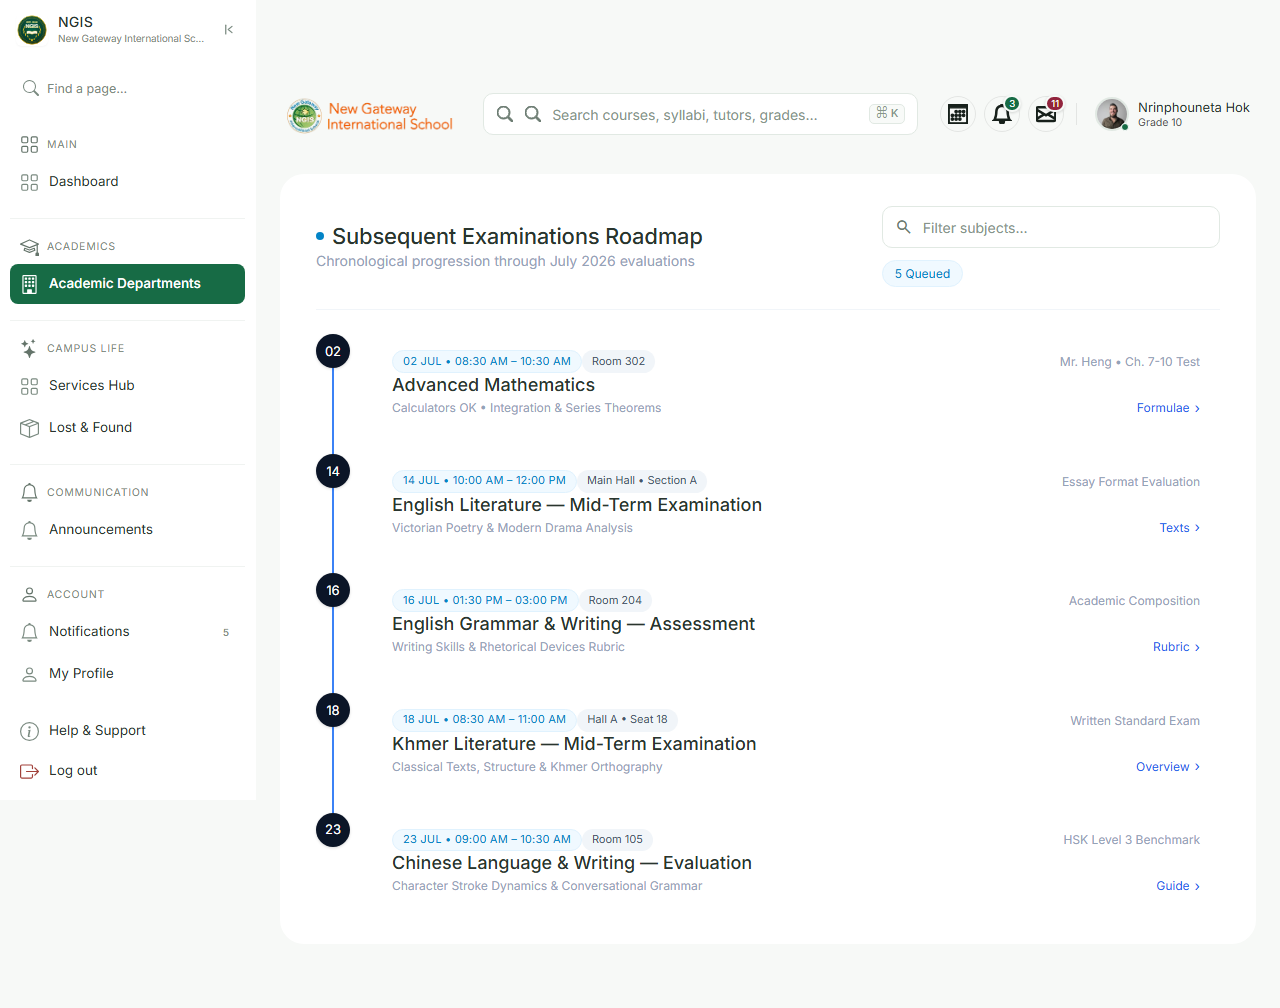 NGIS
New Gateway International Sc...
Find a page...
MAIN
Dashboard
ACADEMICS
Academic Departments
CAMPUS LIFE
Services Hub
Lost & Found
COMMUNICATION
Announcements
ACCOUNT
Notifications
5
My Profile
Help & Support
Log out
New Gateway
International School
Search courses, syllabi, tutors, grades...
⌘ K
3
11
Nrinphouneta Hok
Grade 10
Subsequent Examinations Roadmap
Chronological progression through July 2026 evaluations
Filter subjects...
5 Queued
02
02 JUL • 08:30 AM – 10:30 AM
Room 302
Mr. Heng • Ch. 7-10 Test
Advanced Mathematics
Calculators OK • Integration & Series Theorems
Formulae ›
14
14 JUL • 10:00 AM – 12:00 PM
Main Hall • Section A
Essay Format Evaluation
English Literature — Mid-Term Examination
Victorian Poetry & Modern Drama Analysis
Texts ›
16
16 JUL • 01:30 PM – 03:00 PM
Room 204
Academic Composition
English Grammar & Writing — Assessment
Writing Skills & Rhetorical Devices Rubric
Rubric ›
18
18 JUL • 08:30 AM – 11:00 AM
Hall A • Seat 18
Written Standard Exam
Khmer Literature — Mid-Term Examination
Classical Texts, Structure & Khmer Orthography
Overview ›
23
23 JUL • 09:00 AM – 10:30 AM
Room 105
HSK Level 3 Benchmark
Chinese Language & Writing — Evaluation
Character Stroke Dynamics & Conversational Grammar
Guide ›